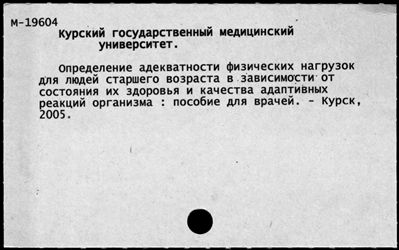 М-19604
Курский государственный медицинский
университет.
Определение адекватности физических нагрузок
для людей старшего возраста в зависимости от
состояния их здоровья и качества адаптивных
реакций организма : пособие для врачей. - Курск,
2005.